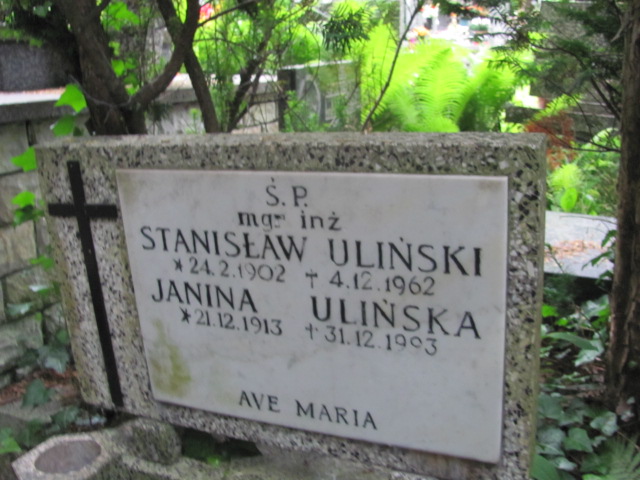 Ś. P.
mgr inż
STANISŁAW ULIŃSKI
*24.2.1902 †4.12.1962
JANINA ULIŃSKA
*21.12.1913 †31.12.1993
AVE MARIA